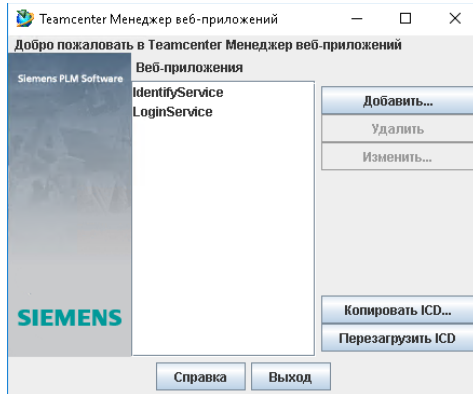 Teamcenter Менеджер веб-приложений
Добро пожаловать в Teamcenter Менеджер веб-приложений
Siemens PLM Software
Веб-приложения
IdentifyService
LoginService
Добавить...
Удалить
Изменить...
SIEMENS
Копировать ICD...
Перезагрузить ICD
Справка
Выход